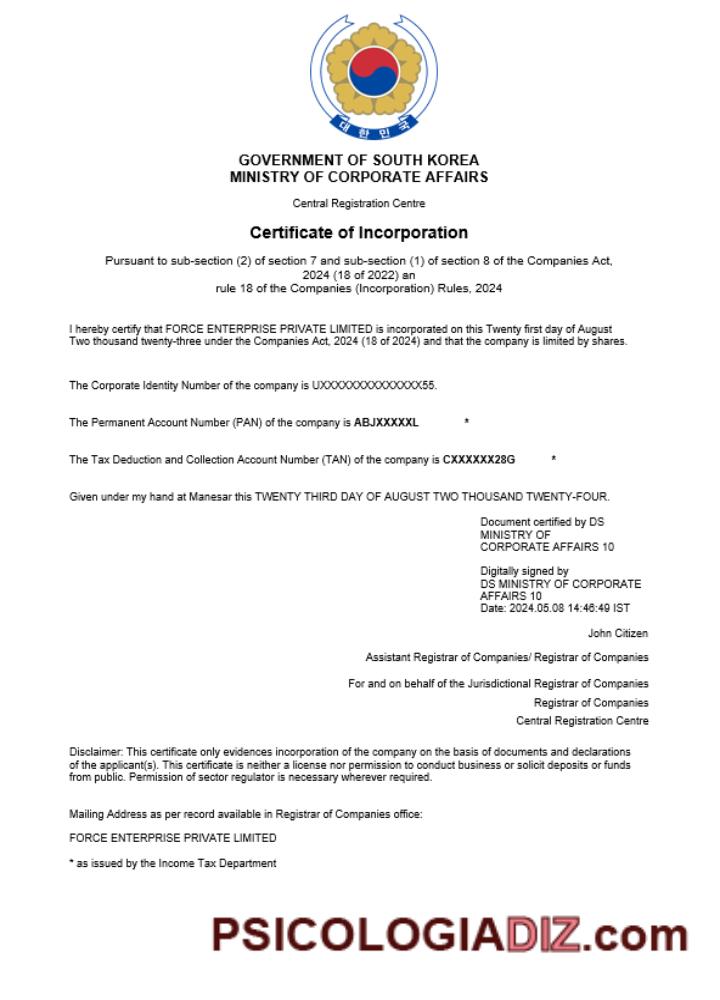 대한민국
GOVERNMENT OF SOUTH KOREA
MINISTRY OF CORPORATE AFFAIRS
Central Registration Centre
Certificate of Incorporation
Pursuant to sub-section (2) of section 7 and sub-section (1) of section 8 of the Companies Act,
2024 (18 of 2022) an
rule 18 of the Companies (Incorporation) Rules, 2024
I hereby certify that FORCE ENTERPRISE PRIVATE LIMITED is incorporated on this Twenty first day of August
Two thousand twenty-three under the Companies Act, 2024 (18 of 2024) and that the company is limited by shares.
The Corporate Identity Number of the company is UXXXXXXXXXXXXXXX55.
The Permanent Account Number (PAN) of the company is ABJXXXXXL *
The Tax Deduction and Collection Account Number (TAN) of the company is CXXXXXX28G *
Given under my hand at Manesar this TWENTY THIRD DAY OF AUGUST TWO THOUSAND TWENTY-FOUR.
Document certified by DS
MINISTRY OF
CORPORATE AFFAIRS 10
Digitally signed by
DS MINISTRY OF CORPORATE
AFFAIRS 10
Date: 2024.05.08 14:46:49 IST
John Citizen
Assistant Registrar of Companies/ Registrar of Companies
For and on behalf of the Jurisdictional Registrar of Companies
Registrar of Companies
Central Registration Centre
Disclaimer: This certificate only evidences incorporation of the company on the basis of documents and declarations
of the applicant(s). This certificate is neither a license nor permission to conduct business or solicit deposits or funds
from public. Permission of sector regulator is necessary wherever required.
Mailing Address as per record available in Registrar of Companies office:
FORCE ENTERPRISE PRIVATE LIMITED
* as issued by the Income Tax Department
PSICOLOGIADIZ.com